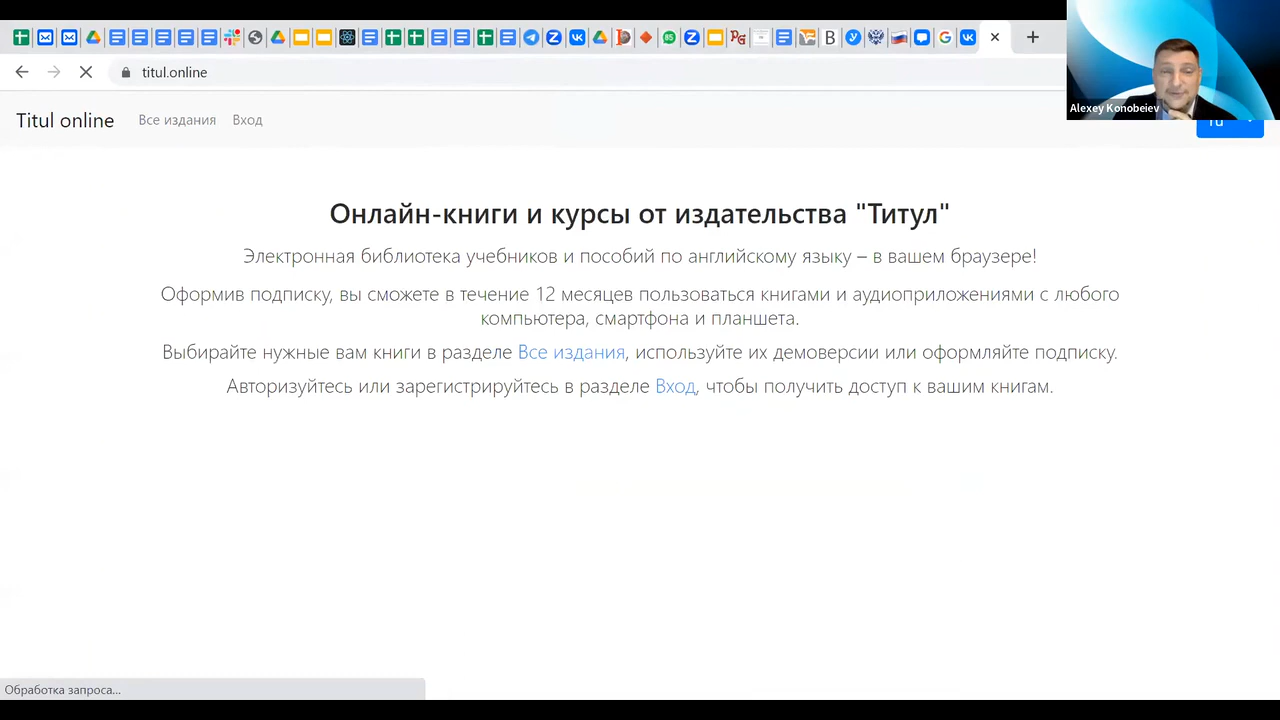 titul.online
Alexey Konobeiev
Titul online Все издания Вход
Онлайн-книги и курсы от издательства "Титул"
Электронная библиотека учебников и пособий по английскому языку – в вашем браузере!
Оформив подписку, вы сможете в течение 12 месяцев пользоваться книгами и аудиоприложениями с любого
компьютера, смартфона и планшета.
Выбирайте нужные вам книги в разделе Все издания, используйте их демоверсии или оформляйте подписку.
Авторизуйтесь или зарегистрируйтесь в разделе Вход, чтобы получить доступ к вашим книгам.
Обработка запроса...